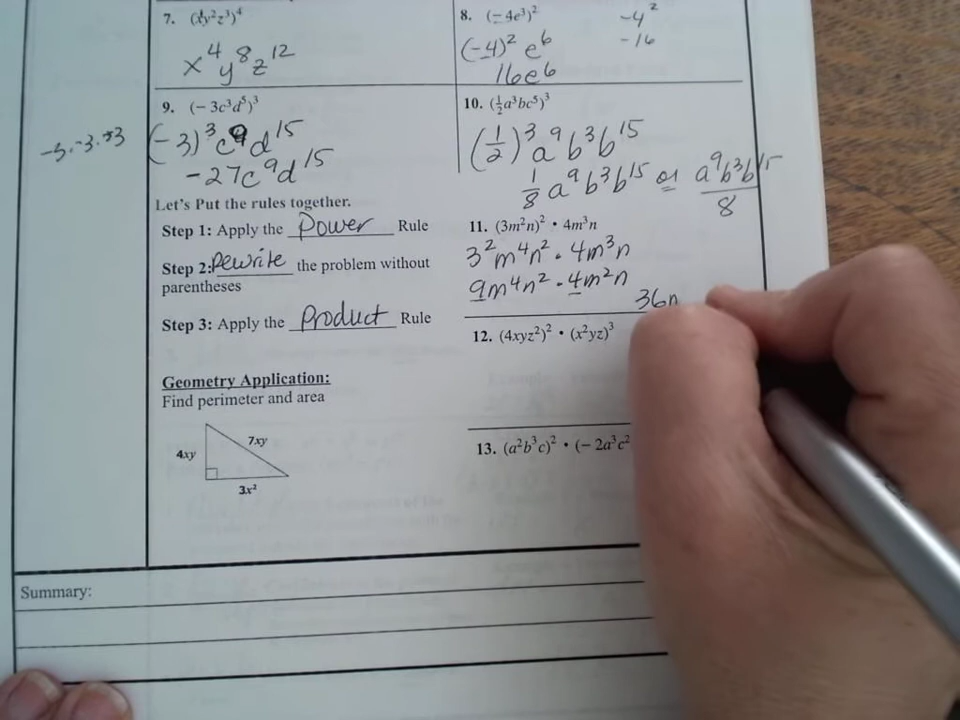 7. (xy²z³)⁴
x⁴y⁸z¹²
8. (−4e³)²
−4²
−16
(−4)² e⁶
16e⁶
9. (−3c³d⁵)³
−3·−3·−3
(−3)³c⁹d¹⁵
−27c⁹d¹⁵
10. (½a³bc⁵)³
(1/2)³a⁹b³b¹⁵
1/8 a⁹b³b¹⁵ or a⁹b³b¹⁵/8
Let's Put the rules together.
Step 1: Apply the Power Rule
Step 2: Rewrite the problem without
parentheses
Step 3: Apply the Product Rule
11. (3m²n)² • 4m³n
3²m⁴n² · 4m³n
9m⁴n² · 4m²n
36n
12. (4xyz²)² • (x²yz)³
Geometry Application:
Find perimeter and area
7xy
4xy
3x²
13. (a²b³c)² • (−2a³c²
Summary: